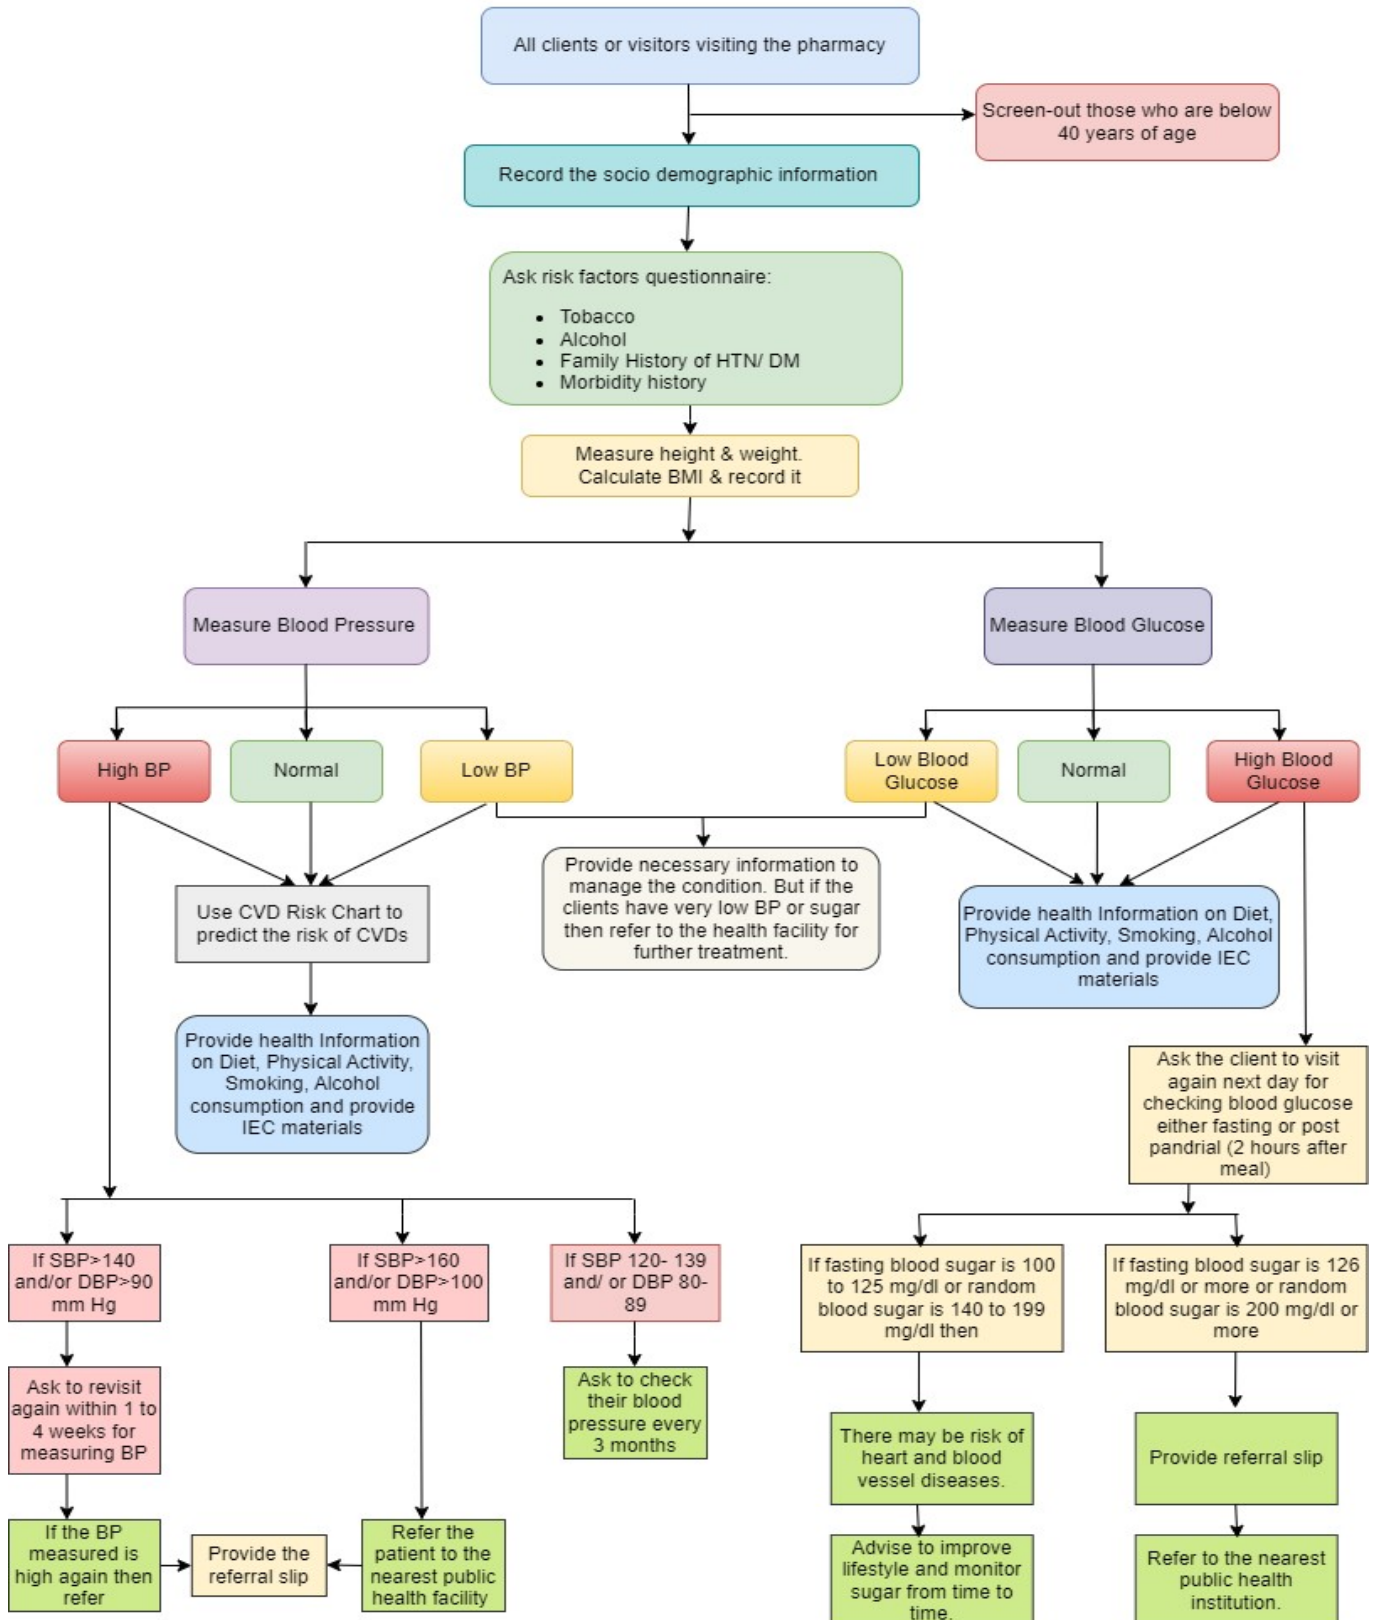 All clients or visitors visiting the pharmacy
Screen-out those who are below
40 years of age
Record the socio demographic information
Ask risk factors questionnaire:
• Tobacco
• Alcohol
• Family History of HTN/ DM
• Morbidity history
Measure height & weight.
Calculate BMI & record it
Measure Blood Pressure
Measure Blood Glucose
High BP
Normal
Low BP
Low Blood
Glucose
Normal
High Blood
Glucose
Use CVD Risk Chart to
predict the risk of CVDs
Provide necessary information to
manage the condition. But if the
clients have very low BP or sugar
then refer to the health facility for
further treatment.
Provide health Information on Diet,
Physical Activity, Smoking, Alcohol
consumption and provide IEC
materials
Provide health Information
on Diet, Physical Activity,
Smoking, Alcohol
consumption and provide
IEC materials
Ask the client to visit
again next day for
checking blood glucose
either fasting or post
pandrial (2 hours after
meal)
If SBP>140
and/or DBP>90
mm Hg
If SBP>160
and/or DBP>100
mm Hg
If SBP 120- 139
and/ or DBP 80-
89
If fasting blood sugar is 100
to 125 mg/dl or random
blood sugar is 140 to 199
mg/dl then
If fasting blood sugar is 126
mg/dl or more or random
blood sugar is 200 mg/dl or
more
Ask to revisit
again within 1 to
4 weeks for
measuring BP
Ask to check
their blood
pressure every
3 months
There may be risk of
heart and blood
vessel diseases.
Provide referral slip
If the BP
measured is
high again then
refer
Provide the
referral slip
Refer the
patient to the
nearest public
health facility
Advise to improve
lifestyle and monitor
sugar from time to
time.
Refer to the nearest
public health
institution.